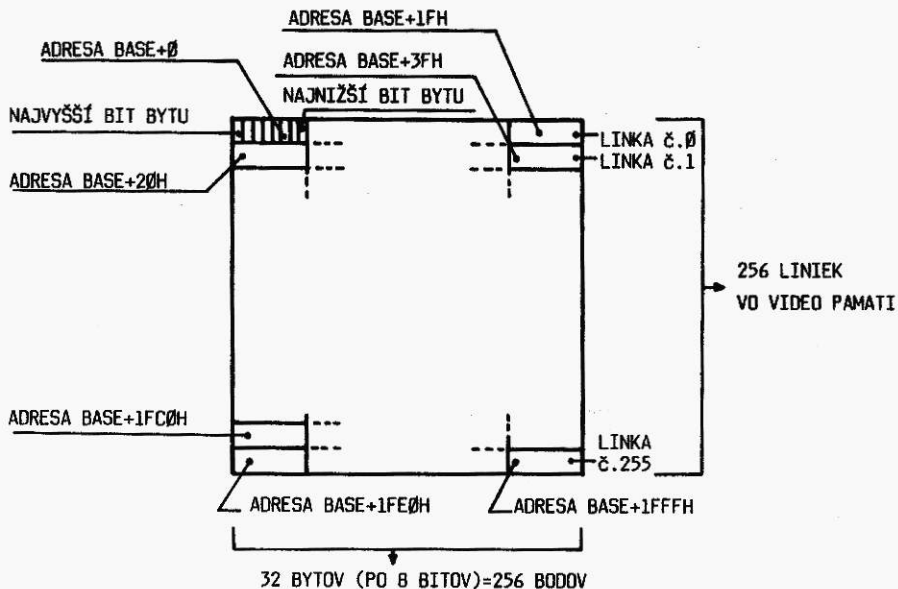 ADRESA BASE+1FH
ADRESA BASE+Ø
ADRESA BASE+3FH
NAJVYŠŠÍ BIT BYTU
NAJNIŽŠÍ BIT BYTU
LINKA č.Ø
LINKA č.1
ADRESA BASE+2ØH
256 LINIEK
VO VIDEO PAMATI
ADRESA BASE+1FCØH
LINKA
č.255
ADRESA BASE+1FEØH
ADRESA BASE+1FFFH
32 BYTOV (PO 8 BITOV)=256 BODOV